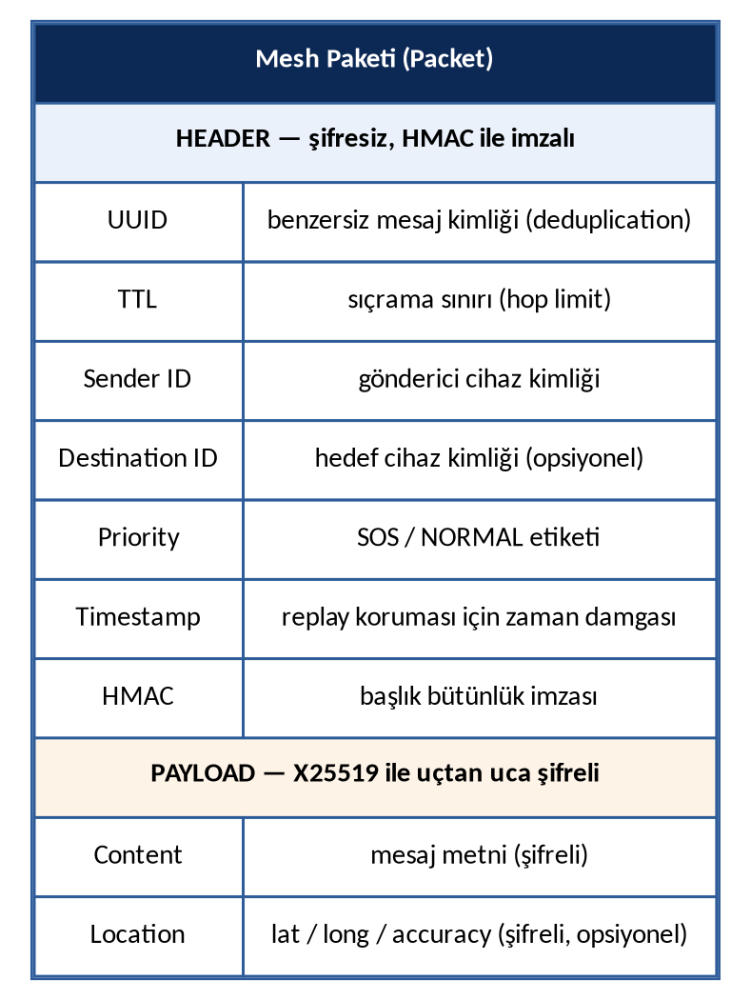 Mesh Paketi (Packet)
HEADER — şifresiz, HMAC ile imzalı
UUID benzersiz mesaj kimliği (deduplication)
TTL sıçrama sınırı (hop limit)
Sender ID gönderici cihaz kimliği
Destination ID hedef cihaz kimliği (opsiyonel)
Priority SOS / NORMAL etiketi
Timestamp replay koruması için zaman damgası
HMAC başlık bütünlük imzası
PAYLOAD — X25519 ile uçtan uca şifreli
Content mesaj metni (şifreli)
Location lat / long / accuracy (şifreli, opsiyonel)